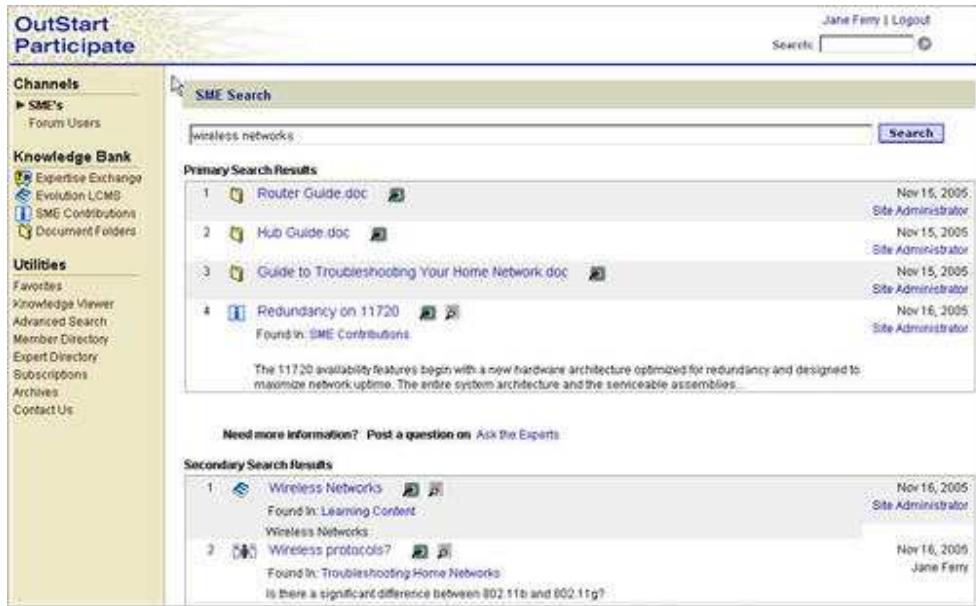 OutStart
Participate
Jane Ferry | Logout
Search:
Channels
SME's
Forum Users
Knowledge Bank
Expertise Exchange
Evolution LCMS
SME Contributions
Document Folders
Utilities
Favorites
Knowledge Viewer
Advanced Search
Member Directory
Expert Directory
Subscriptions
Archives
Contact Us
SME Search
wireless networks
Search
Primary Search Results
1 Router Guide.doc Nov 15, 2005
Site Administrator
2 Hub Guide.doc Nov 15, 2005
Site Administrator
3 Guide to Troubleshooting Your Home Network.doc Nov 15, 2005
Site Administrator
4 Redundancy on 11720 Nov 16, 2005
Found In: SME Contributions Site Administrator
The 11720 availability features begin with a new hardware architecture optimized for redundancy and designed to
maximize network uptime. The entire system architecture and the serviceable assemblies...
Need more information? Post a question on Ask the Experts
Secondary Search Results
1 Wireless Networks Nov 16, 2005
Found In: Learning Content Site Administrator
Wireless Networks
2 Wireless protocols? Nov 16, 2005
Found In: Troubleshooting Home Networks Jane Ferry
Is there a significant difference between 802.11b and 802.11g?